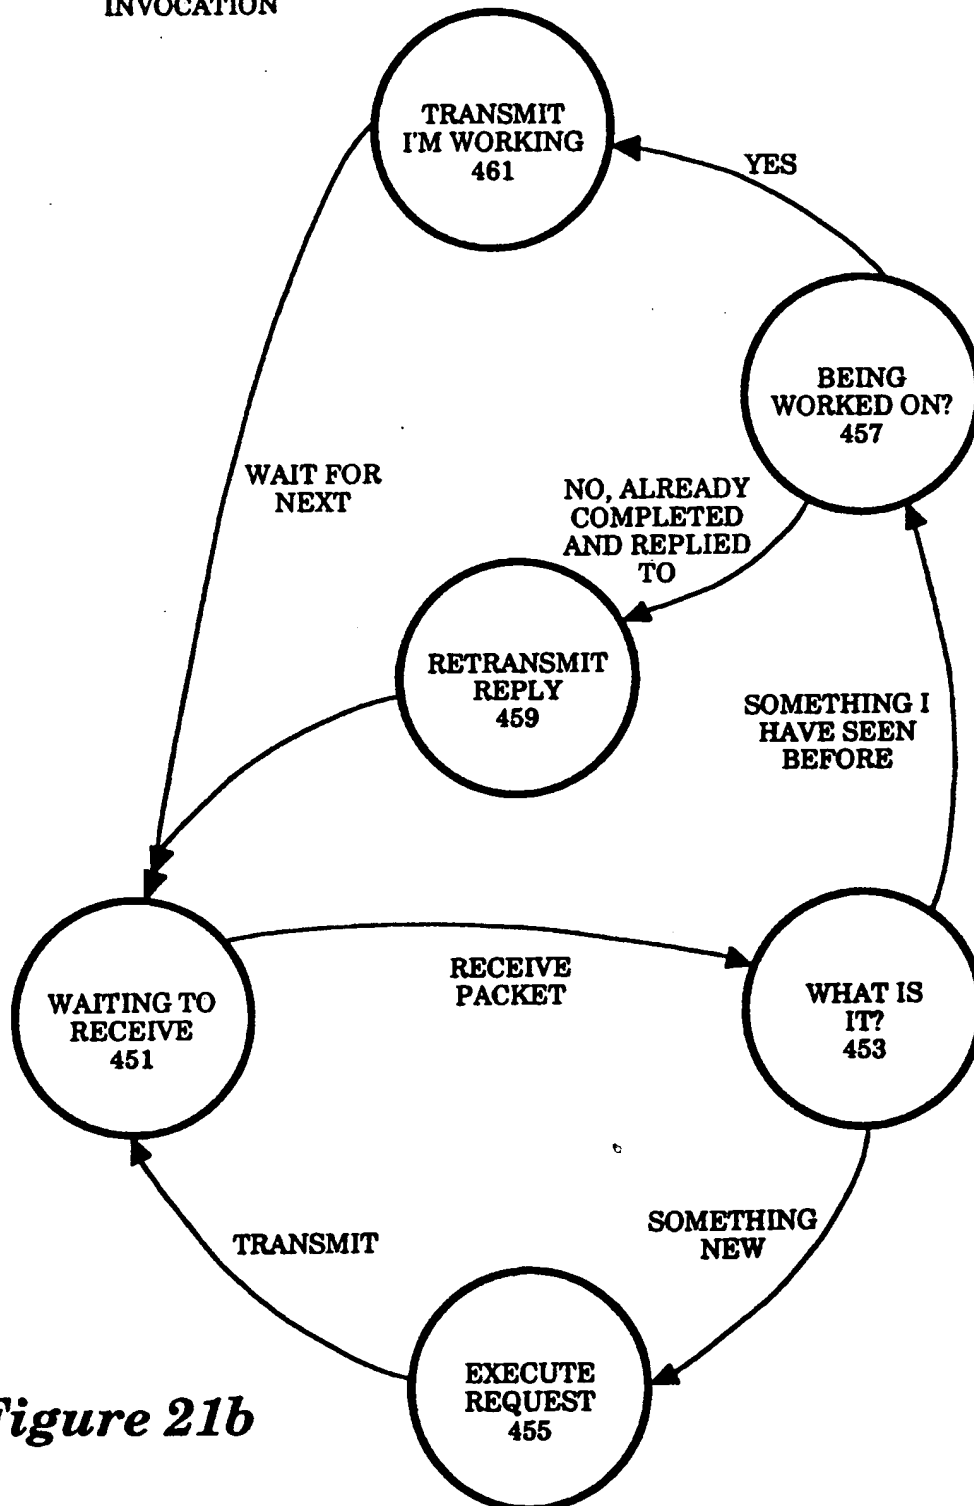 INVOCATION
TRANSMIT
I'M WORKING
461
YES
BEING
WORKED ON?
457
WAIT FOR
NEXT
NO, ALREADY
COMPLETED
AND REPLIED
TO
RETRANSMIT
REPLY
459
SOMETHING I
HAVE SEEN
BEFORE
RECEIVE
PACKET
WAITING TO
RECEIVE
451
WHAT IS
IT?
453
SOMETHING
NEW
TRANSMIT
EXECUTE
REQUEST
455
Figure 21b